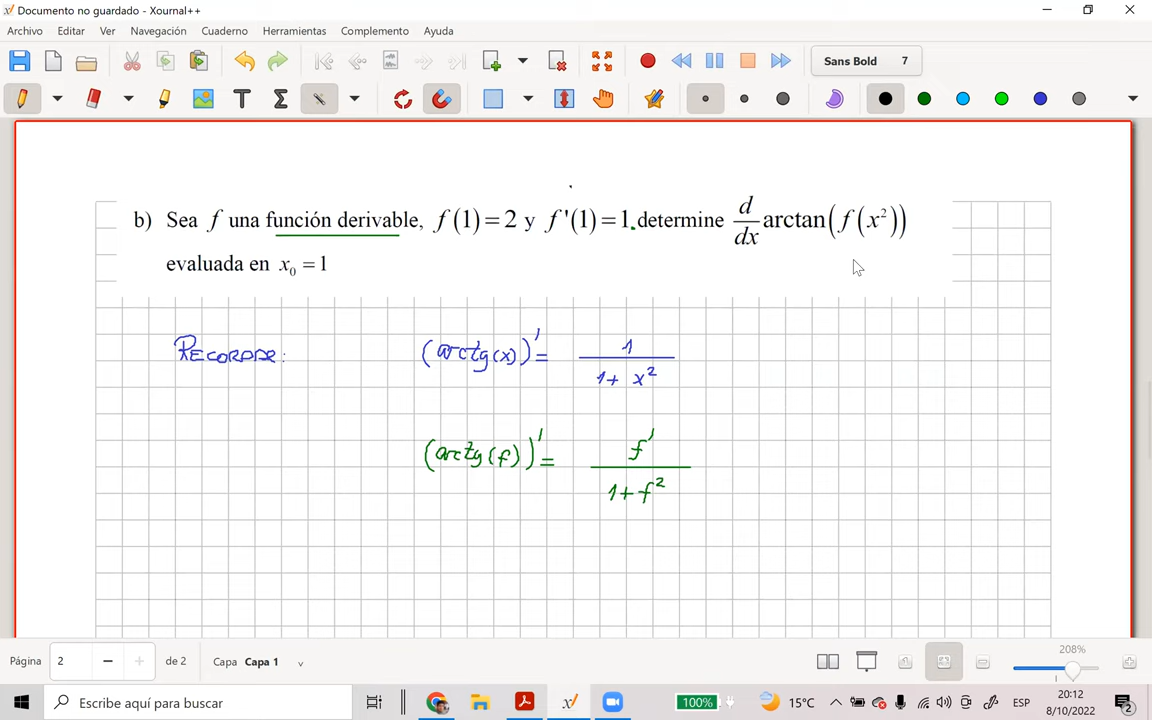 Documento no guardado - Xournal++
Archivo Editar Ver Navegación Cuaderno Herramientas Complemento Ayuda
Sans Bold 7
b) Sea f una función derivable, f(1)=2 y f'(1)=1. determine d/dx arctan(f(x²))
evaluada en x₀ = 1
RECORDAR: (arctg(x))' = 1/(1+x²)
(arctg(f))' = f'/(1+f²)
Página 2 de 2 Capa Capa 1 208%
Escribe aquí para buscar 100% 15°C ESP 20:12
8/10/2022 2